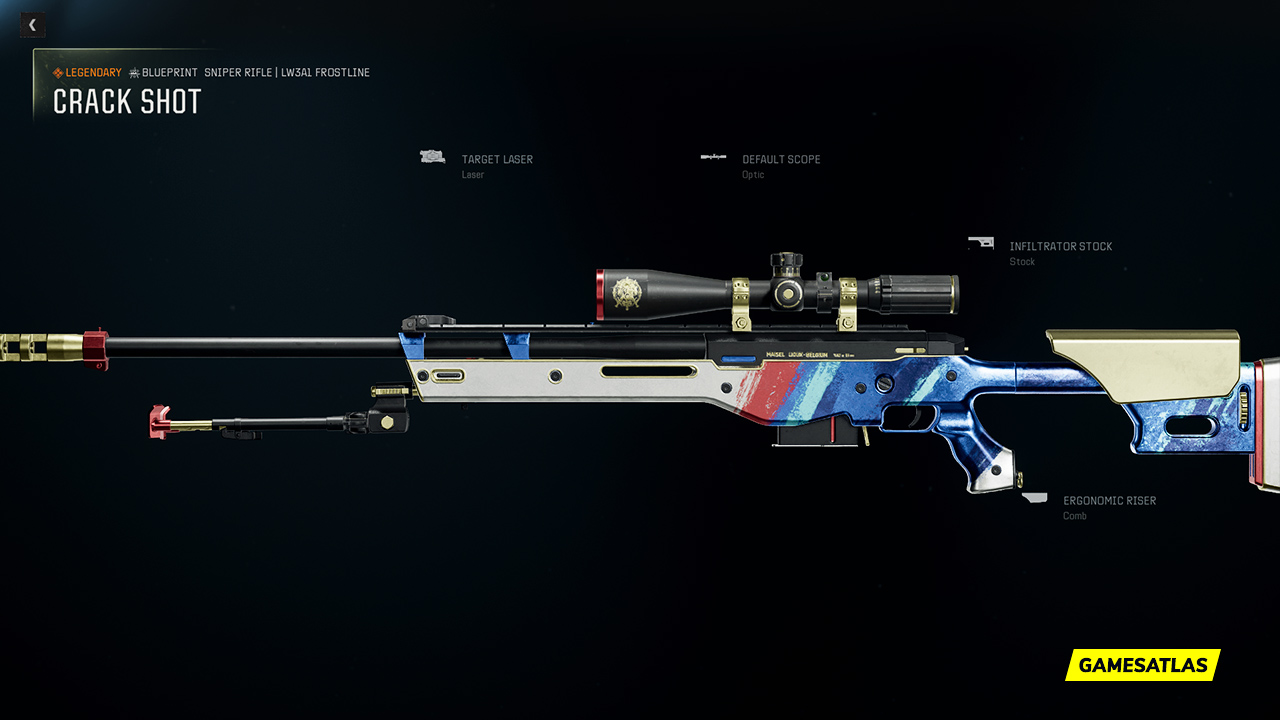 LEGENDARY BLUEPRINT SNIPER RIFLE | LW3A1 FROSTLINE
CRACK SHOT
TARGET LASER
Laser
DEFAULT SCOPE
Optic
INFILTRATOR STOCK
Stock
ERGONOMIC RISER
Comb
GAMESATLAS